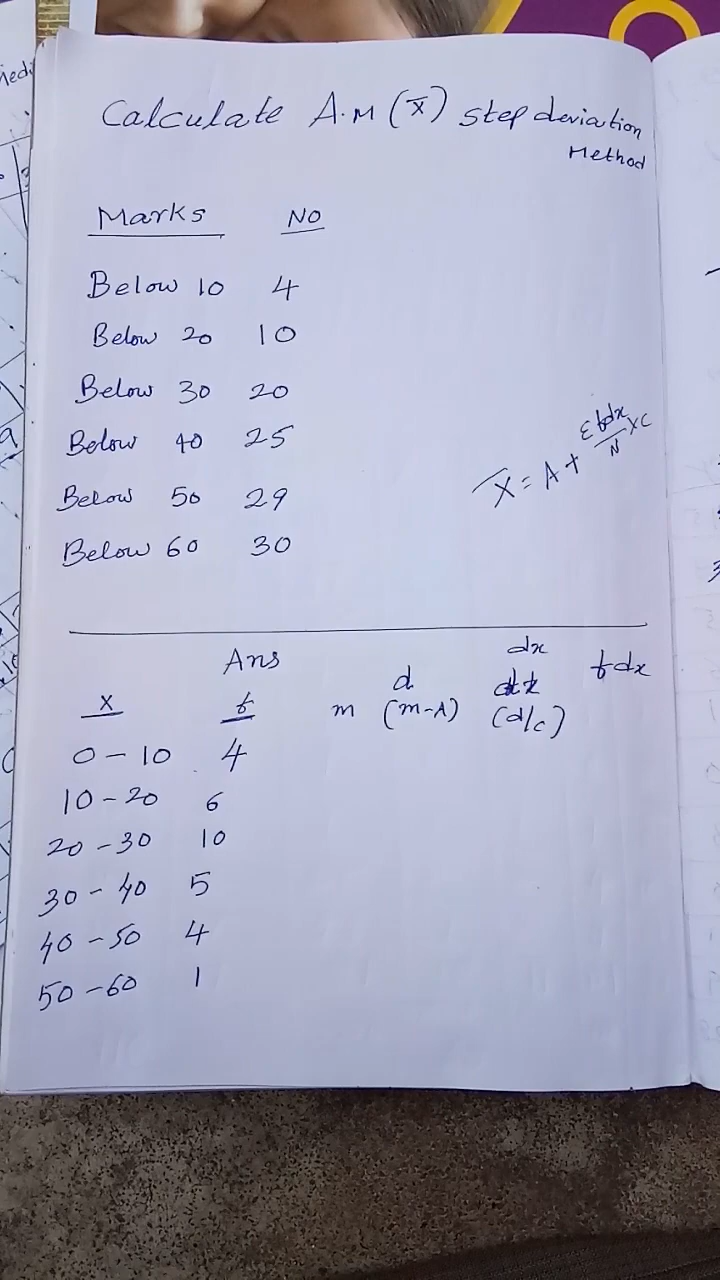 Calculate A.M (x̄) step deviation
Method
Marks No
Below 10 4
Below 20 10
Below 30 20
Below 40 25
Below 50 29
Below 60 30
X̄ = A + Σfdx/N xc
Ans
x f m d (m-A) dx (d/c) fdx
0-10 4
10-20 6
20-30 10
30-40 5
40-50 4
50-60 1